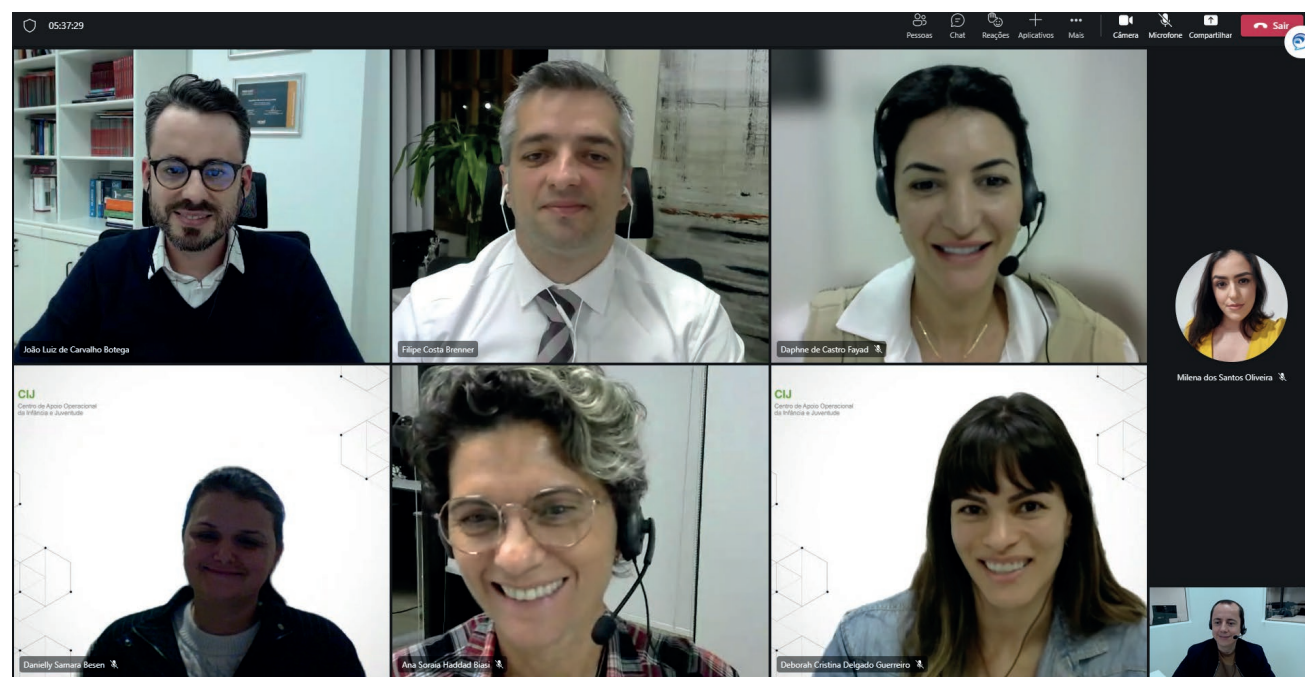 05:37:29
Pessoas
Chat
Reações
Aplicativos
Mais
Câmera
Microfone
Compartilhar
Sair
João Luiz de Carvalho Botega
Filipe Costa Brenner
Daphne de Castro Fayad
Milena dos Santos Oliveira
CIJ
Centro de Apoio Operacional
da Infância e Juventude
Danielly Samara Besen
Ana Soraia Haddad Biasi
CIJ
Centro de Apoio Operacional
da Infância e Juventude
Deborah Cristina Delgado Guerreiro